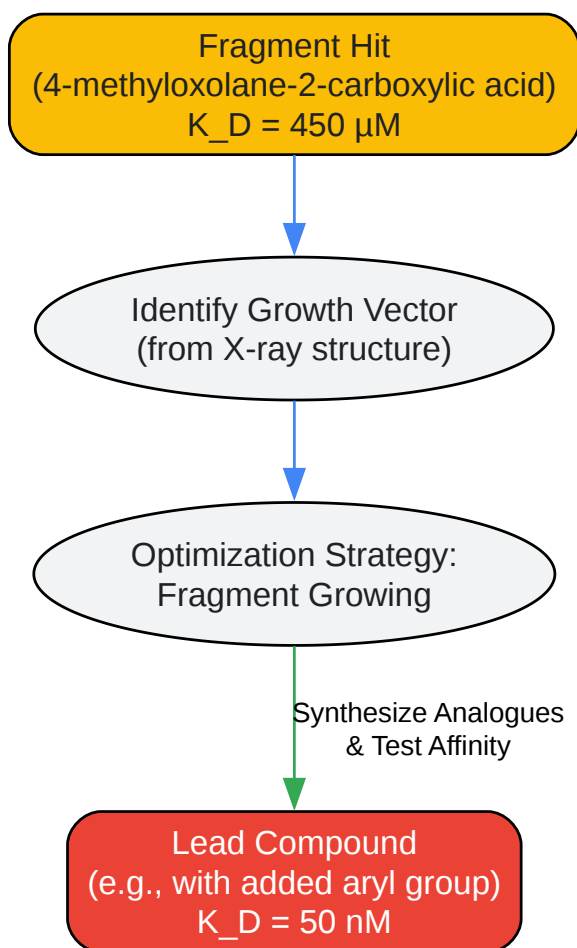 Fragment Hit
(4-methyloxolane-2-carboxylic acid)
K_D = 450 µM
Identify Growth Vector
(from X-ray structure)
Optimization Strategy:
Fragment Growing
Synthesize Analogues
& Test Affinity
Lead Compound
(e.g., with added aryl group)
K_D = 50 nM